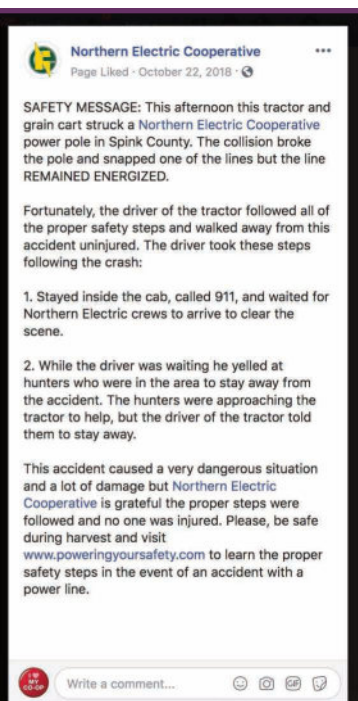 Northern Electric Cooperative
Page Liked · October 22, 2018 ·
SAFETY MESSAGE: This afternoon this tractor and
grain cart struck a Northern Electric Cooperative
power pole in Spink County. The collision broke
the pole and snapped one of the lines but the line
REMAINED ENERGIZED.
Fortunately, the driver of the tractor followed all of
the proper safety steps and walked away from this
accident uninjured. The driver took these steps
following the crash:
1. Stayed inside the cab, called 911, and waited for
Northern Electric crews to arrive to clear the
scene.
2. While the driver was waiting he yelled at
hunters who were in the area to stay away from
the accident. The hunters were approaching the
tractor to help, but the driver of the tractor told
them to stay away.
This accident caused a very dangerous situation
and a lot of damage but Northern Electric
Cooperative is grateful the proper steps were
followed and no one was injured. Please, be safe
during harvest and visit
www.poweringyoursafety.com to learn the proper
safety steps in the event of an accident with a
power line.
I ♥
MY
CO-OP
Write a comment...
GIF